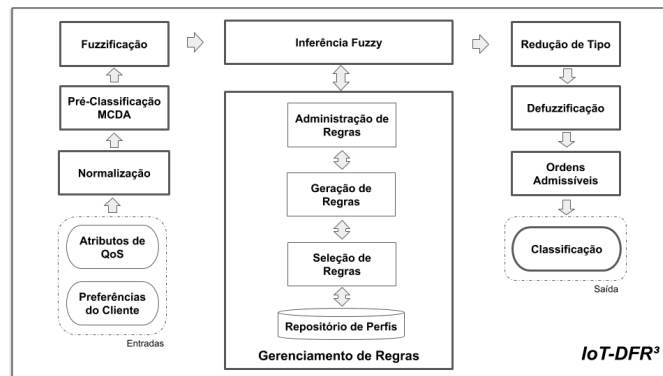 Fuzzificação
Inferência Fuzzy
Redução de Tipo
Pré-Classificação
MCDA
Normalização
Atributos de
QoS
Preferências
do Cliente
Entradas
Administração de
Regras
Geração de
Regras
Seleção de
Regras
Repositório de Perfis
Gerenciamento de Regras
Defuzzificação
Ordens
Admissíveis
Classificação
Saída
IoT-DFR³